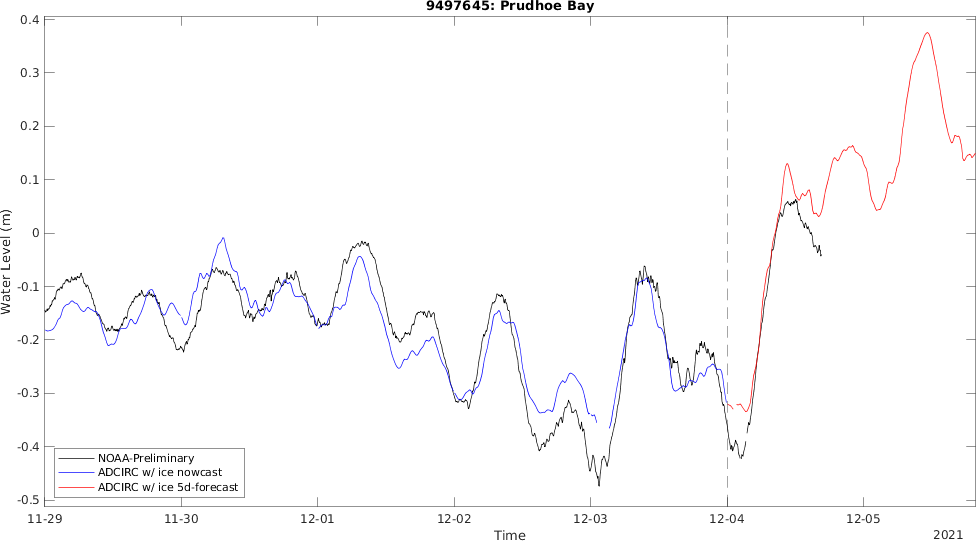 9497645: Prudhoe Bay
Water Level (m)
0.4
0.3
0.2
0.1
0
-0.1
-0.2
-0.3
-0.4
-0.5
NOAA-Preliminary
ADCIRC w/ ice nowcast
ADCIRC w/ ice 5d-forecast
11-29 11-30 12-01 12-02 12-03 12-04 12-05
Time
2021